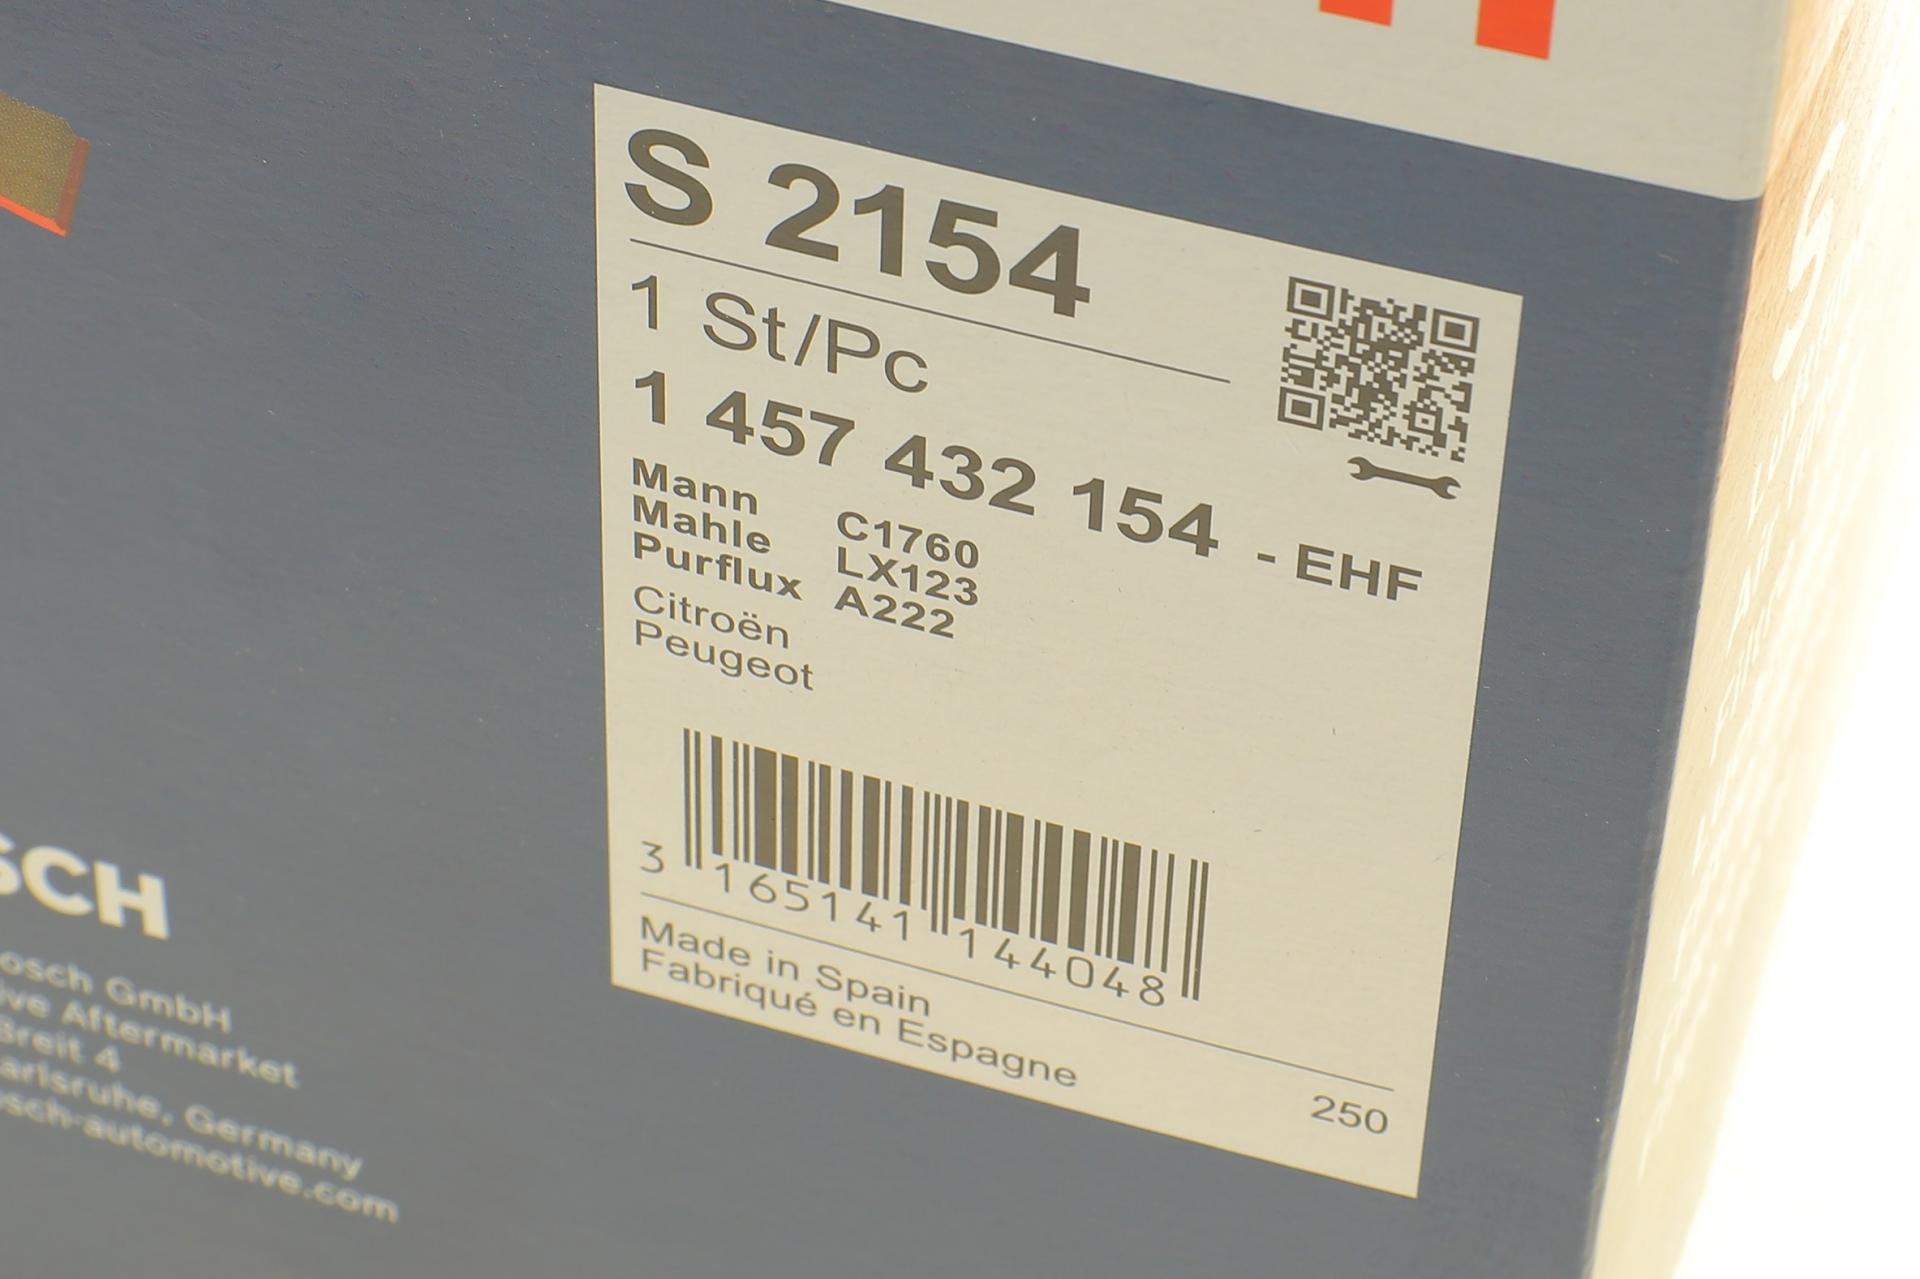 S 2154
1 St/Pc
1 457 432 154 - EHF
Mann C1760
Mahle LX123
Purflux A222
Citroën
Peugeot
3 165141 144048
Made in Spain
Fabriqué en Espagne
250
SCH
osch GmbH
ive Aftermarket
Breit 4
arlsruhe, Germany
osch-automotive.com